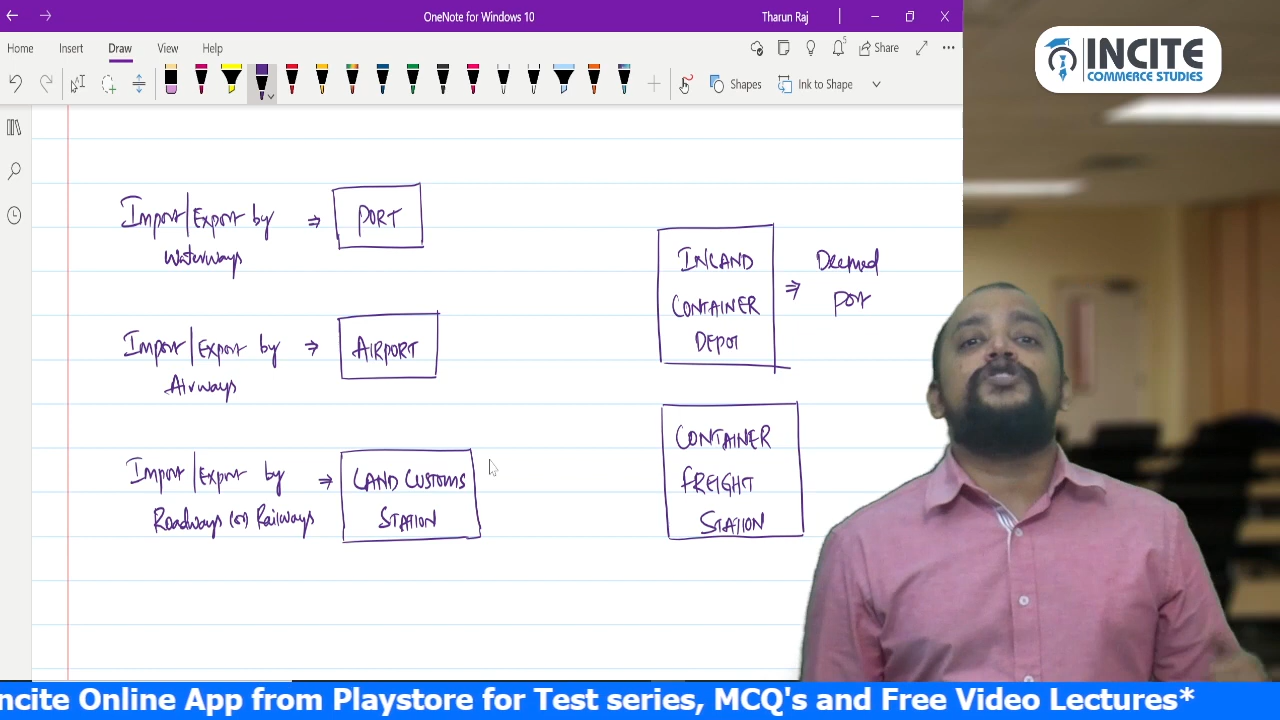 OneNote for Windows 10
Tharun Raj
Home Insert Draw View Help
5
Share
Shapes
Ink to Shape
INCITE
COMMERCE STUDIES
Import/Export by
Waterways
⇒
PORT
Import/Export by
Airways
⇒
AIRPORT
Import/Export by
Roadways (or) Railways
⇒
LAND CUSTOMS
STATION
INLAND
CONTAINER
DEPOT
⇒
Deemed
Port
CONTAINER
FREIGHT
STATION
ncite Online App from Playstore for Test series, MCQ's and Free Video Lectures*